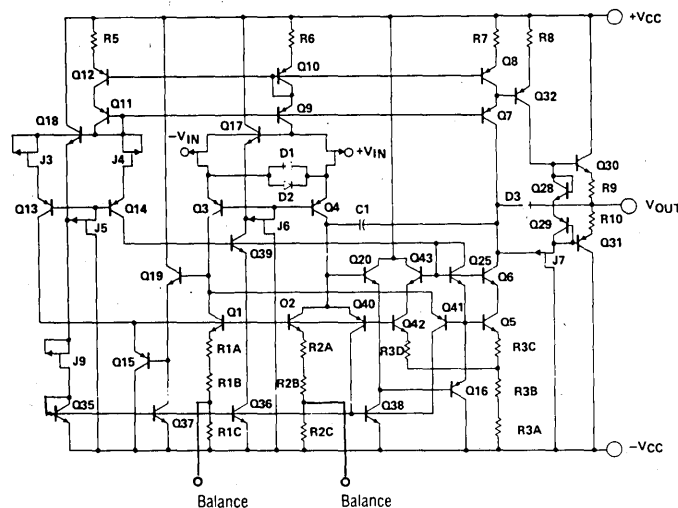 +VCC
R5
R6
R7
R8
Q12
Q10
Q8
Q32
Q11
Q18
Q9
Q7
Q17
-VIN
+VIN
J3
J4
D1
D2
Q30
Q28
R9
D3
VOUT
Q13
J5
Q14
Q3
J6
Q4
C1
Q29
R10
Q31
Q39
Q20
Q43
Q25
Q6
J7
Q19
Q1
O2
Q40
Q42
Q41
Q5
J9
Q15
R1A
R2A
R3D
R3C
R1B
R2B
Q16
R3B
Q35
Q37
Q36
Q38
R1C
R2C
R3A
-VCC
Balance
Balance